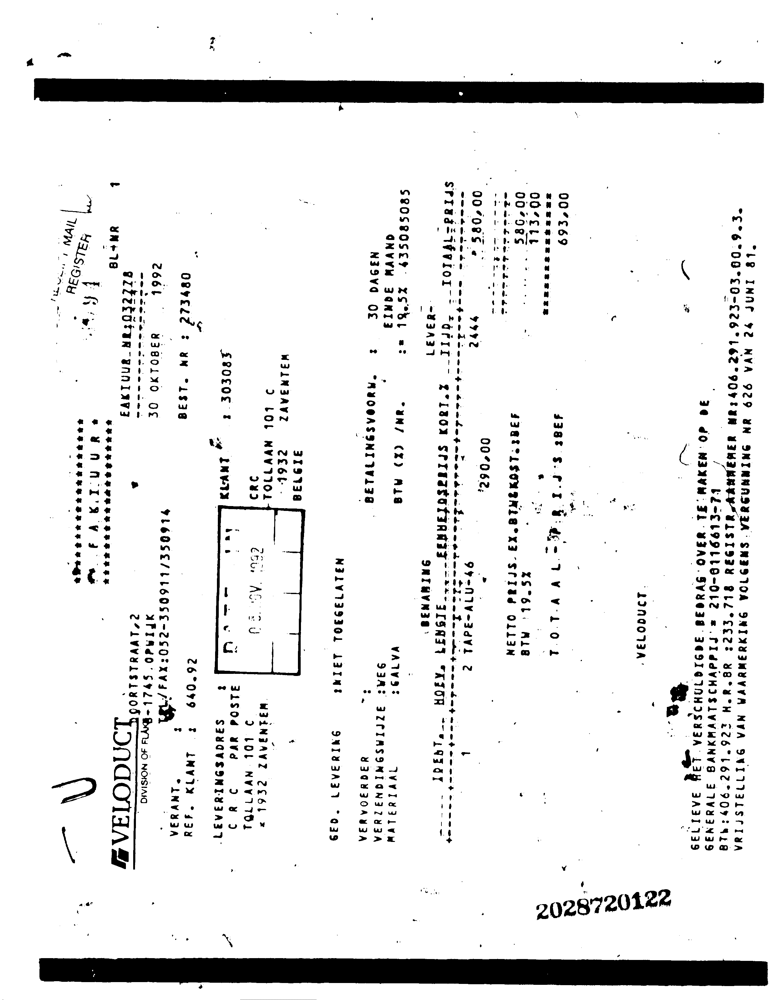 MAIL
REGISTER
********************
* F A K T U U R *
********************
VELODUCT
DIVISION OF FLÄKT
OORTSTRAAT,2
B-1745 OPWIJK
TEL/FAX:052-350911/350914
FAKTUUR NR:032278 BL-NR 1
30 OKTOBER 1992
VERANT. :
REF. KLANT : 640.92
BEST. NR : 273480
LEVERINGSADRES :
C R C PAR POSTE
TOLLAAN 101 C
1932 ZAVENTEM
DATE IN
NOV. 1992
KLANT : 303083
CRC
TOLLAAN 101 C
1932 ZAVENTEM
BELGIE
GED. LEVERING :NIET TOEGELATEN
VERVOERDER :
VERZENDINGSWIJZE :WEG
MATERIAAL :GALVA
BETALINGSVOORW. : 30 DAGEN
EINDE MAAND
BTW (%) /NR. := 19.5% 435085085
LEVER-
BENAMING
IDENT. HOEV. LENGTE EENHEIDSPRIJS KORT.% TIJD. TOTAAL-PRIJS
1 2 TAPE-ALU-46 290,00 2444 580,00
NETTO PRIJS EX.BTW&KOST.:BEF 580,00
BTW 19.5% 113,00
T O T A A L - P R I J S :BEF 693,00
VELODUCT
GELIEVE HET VERSCHULDIGDE BEDRAG OVER TE MAKEN OP DE
GENERALE BANKMAATSCHAPPIJ = 210-0116613-71
BTW:406.291.923 H.R.BR :233.718 REGISTR.AANNEMER NR:406.291.923-03.00.9.3.
VRIJSTELLING VAN WAARMERKING VOLGENS VERGUNNING NR 626 VAN 24 JUNI 81.
2028720122